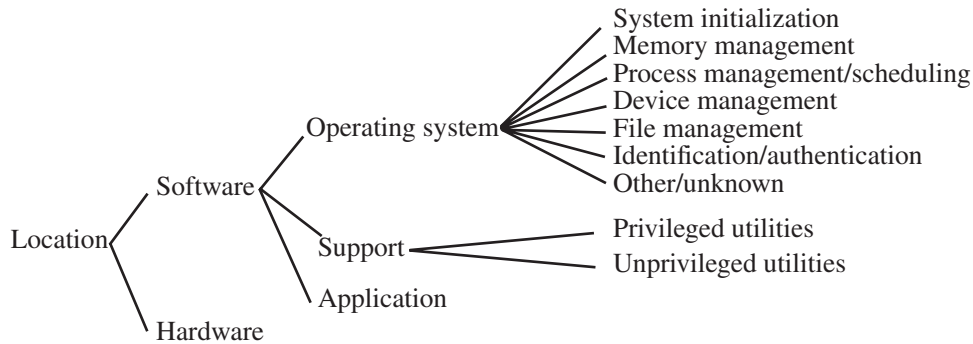 System initialization
Memory management
Process management/scheduling
Device management
Operating system
File management
Identification/authentication
Other/unknown
Software
Privileged utilities
Location
Support
Unprivileged utilities
Application
Hardware